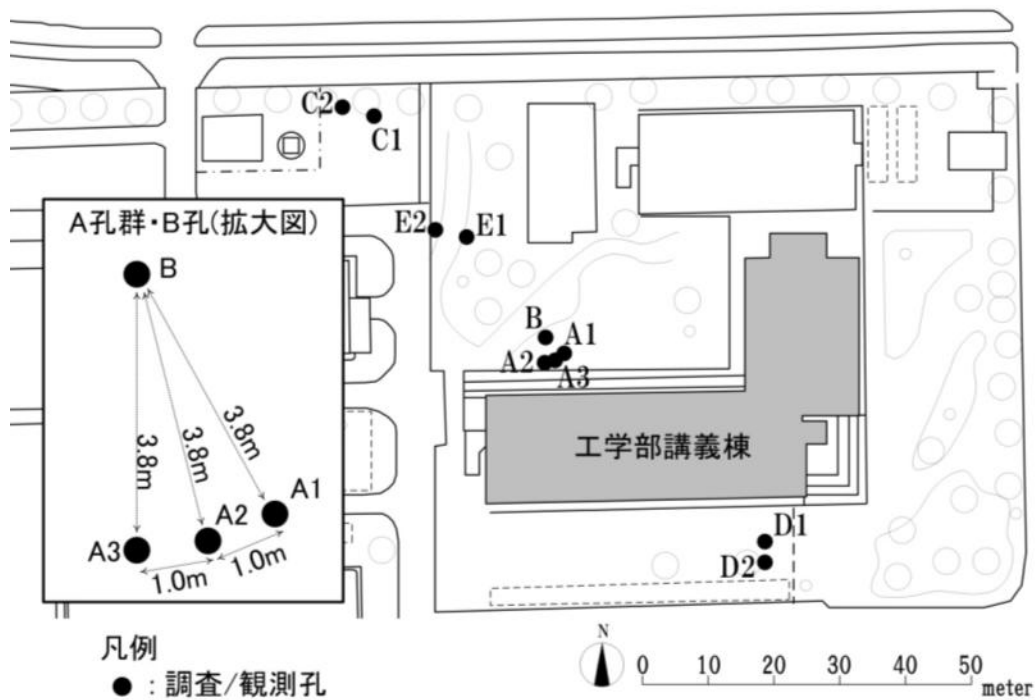 C2
C1
A孔群・B孔(拡大図)
E2
E1
B
B
A1
A2
A3
3.8m
3.8m
3.8m
工学部講義棟
A1
A2
A3
1.0m
1.0m
D1
D2
凡例
●：調査/観測孔
N
0 10 20 30 40 50
meter